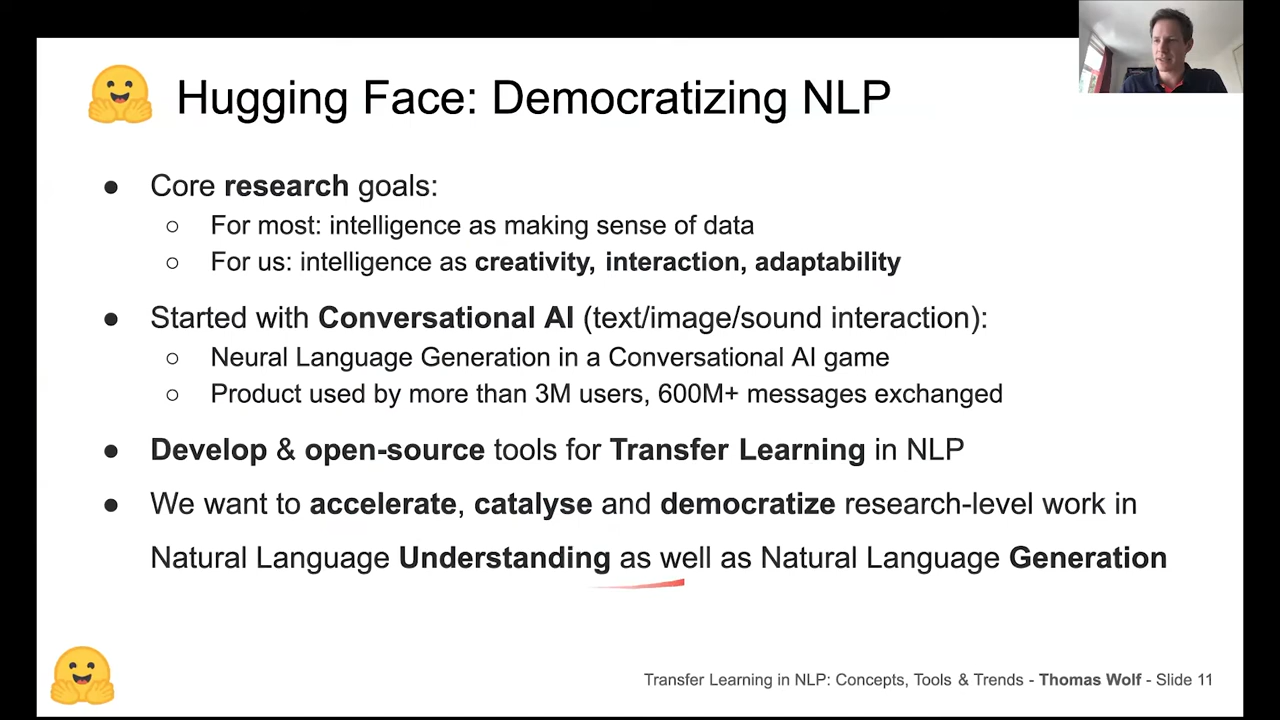 Hugging Face: Democratizing NLP
● Core research goals:
○ For most: intelligence as making sense of data
○ For us: intelligence as creativity, interaction, adaptability
● Started with Conversational AI (text/image/sound interaction):
○ Neural Language Generation in a Conversational AI game
○ Product used by more than 3M users, 600M+ messages exchanged
● Develop & open-source tools for Transfer Learning in NLP
● We want to accelerate, catalyse and democratize research-level work in
Natural Language Understanding as well as Natural Language Generation
Transfer Learning in NLP: Concepts, Tools & Trends - Thomas Wolf - Slide 11